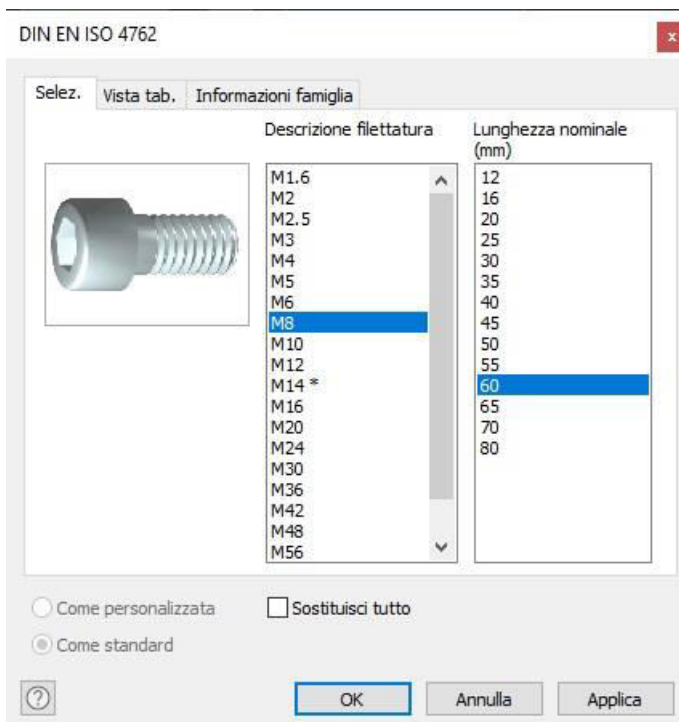 DIN EN ISO 4762
x
Selez.
Vista tab.
Informazioni famiglia
Descrizione filettatura
Lunghezza nominale
(mm)
M1.6
M2
M2.5
M3
M4
M5
M6
M8
M10
M12
M14 *
M16
M20
M24
M30
M36
M42
M48
M56
12
16
20
25
30
35
40
45
50
55
60
65
70
80
Come personalizzata
Sostituisci tutto
Come standard
?
OK
Annulla
Applica